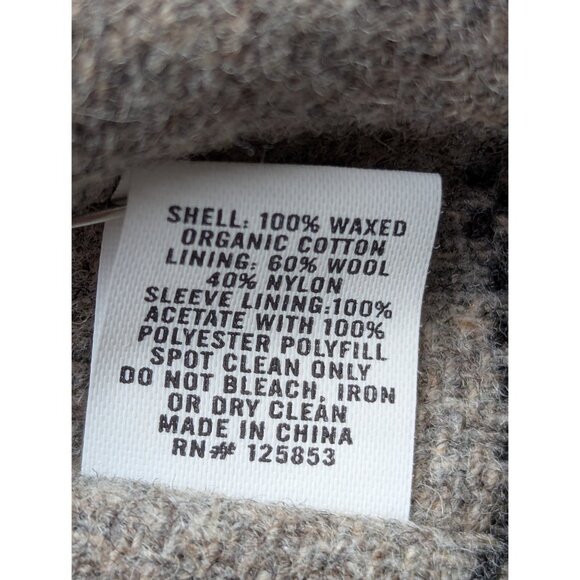 SHELL: 100% WAXED
ORGANIC COTTON
LINING: 60% WOOL
40% NYLON
SLEEVE LINING:100%
ACETATE WITH 100%
POLYESTER POLYFILL
SPOT CLEAN ONLY
DO NOT BLEACH, IRON
OR DRY CLEAN
MADE IN CHINA
RN# 125853